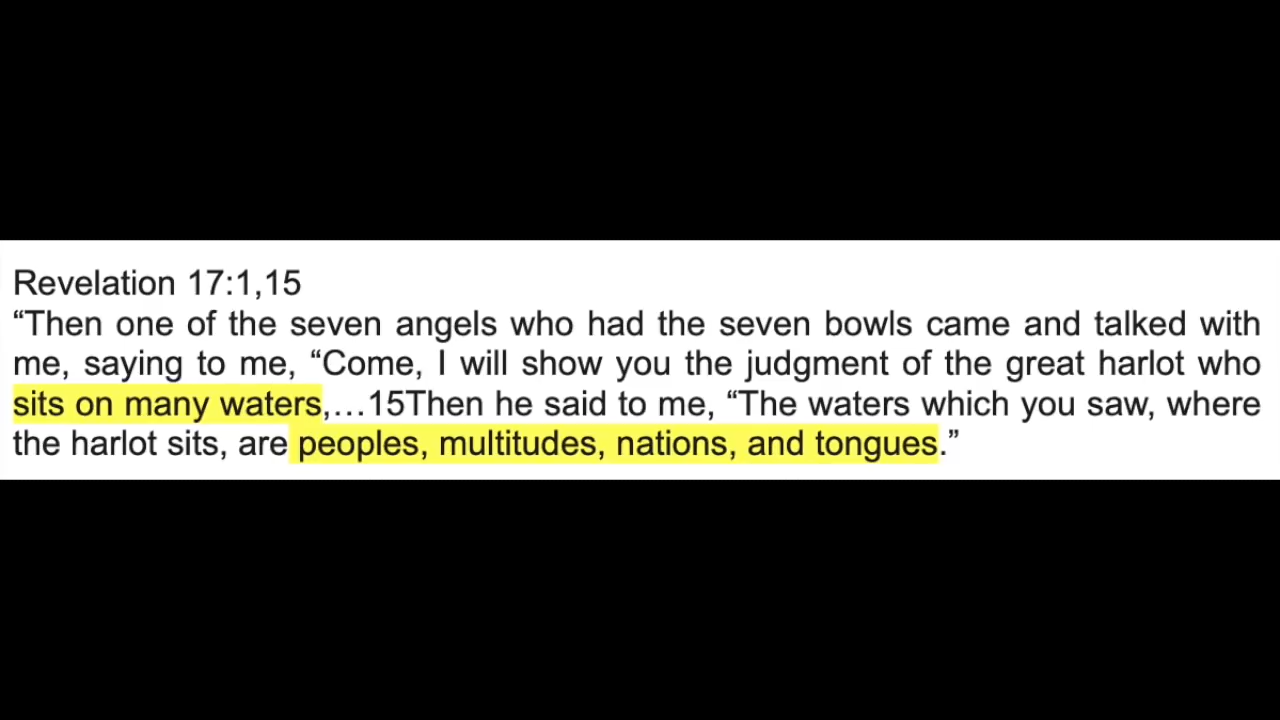 Revelation 17:1,15
“Then one of the seven angels who had the seven bowls came and talked with
me, saying to me, “Come, I will show you the judgment of the great harlot who
sits on many waters,…15Then he said to me, “The waters which you saw, where
the harlot sits, are peoples, multitudes, nations, and tongues.”